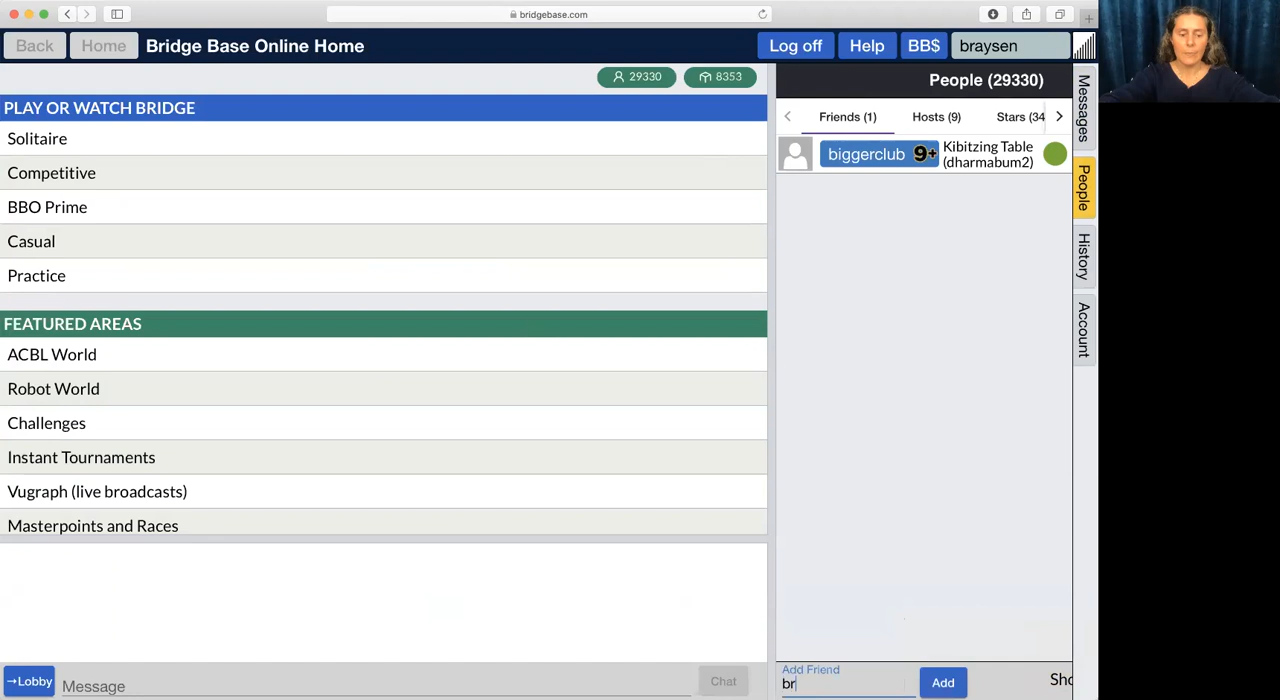 bridgebase.com
Back Home Bridge Base Online Home Log off Help BB$ braysen
29330 8353
PLAY OR WATCH BRIDGE
Solitaire
Competitive
BBO Prime
Casual
Practice
FEATURED AREAS
ACBL World
Robot World
Challenges
Instant Tournaments
Vugraph (live broadcasts)
Masterpoints and Races
→Lobby Message Chat
People (29330)
Friends (1) Hosts (9) Stars (34
biggerclub 9+ Kibitzing Table
(dharmabum2)
Add Friend
br Add Sho
Messages
People
History
Account